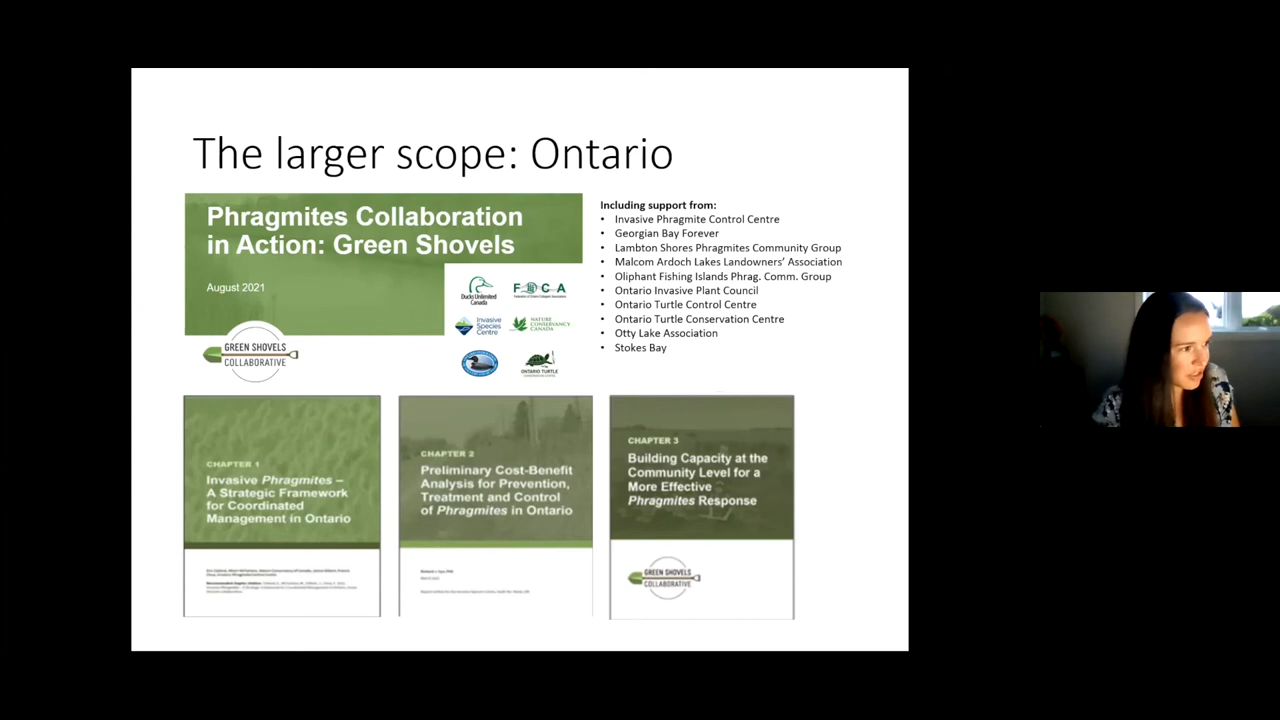 The larger scope: Ontario
Phragmites Collaboration
in Action: Green Shovels
August 2021
Ducks Unlimited
Canada
FOCA
Invasive
Species
Centre
NATURE
CONSERVANCY
CANADA
ONTARIO TURTLE
GREEN SHOVELS
COLLABORATIVE
Including support from:
• Invasive Phragmite Control Centre
• Georgian Bay Forever
• Lambton Shores Phragmites Community Group
• Malcom Ardoch Lakes Landowners' Association
• Oliphant Fishing Islands Phrag. Comm. Group
• Ontario Invasive Plant Council
• Ontario Turtle Control Centre
• Ontario Turtle Conservation Centre
• Otty Lake Association
• Stokes Bay
CHAPTER 1
Invasive Phragmites –
A Strategic Framework
for Coordinated
Management in Ontario
CHAPTER 2
Preliminary Cost-Benefit
Analysis for Prevention,
Treatment and Control
of Phragmites in Ontario
CHAPTER 3
Building Capacity at the
Community Level for a
More Effective
Phragmites Response
GREEN SHOVELS
COLLABORATIVE